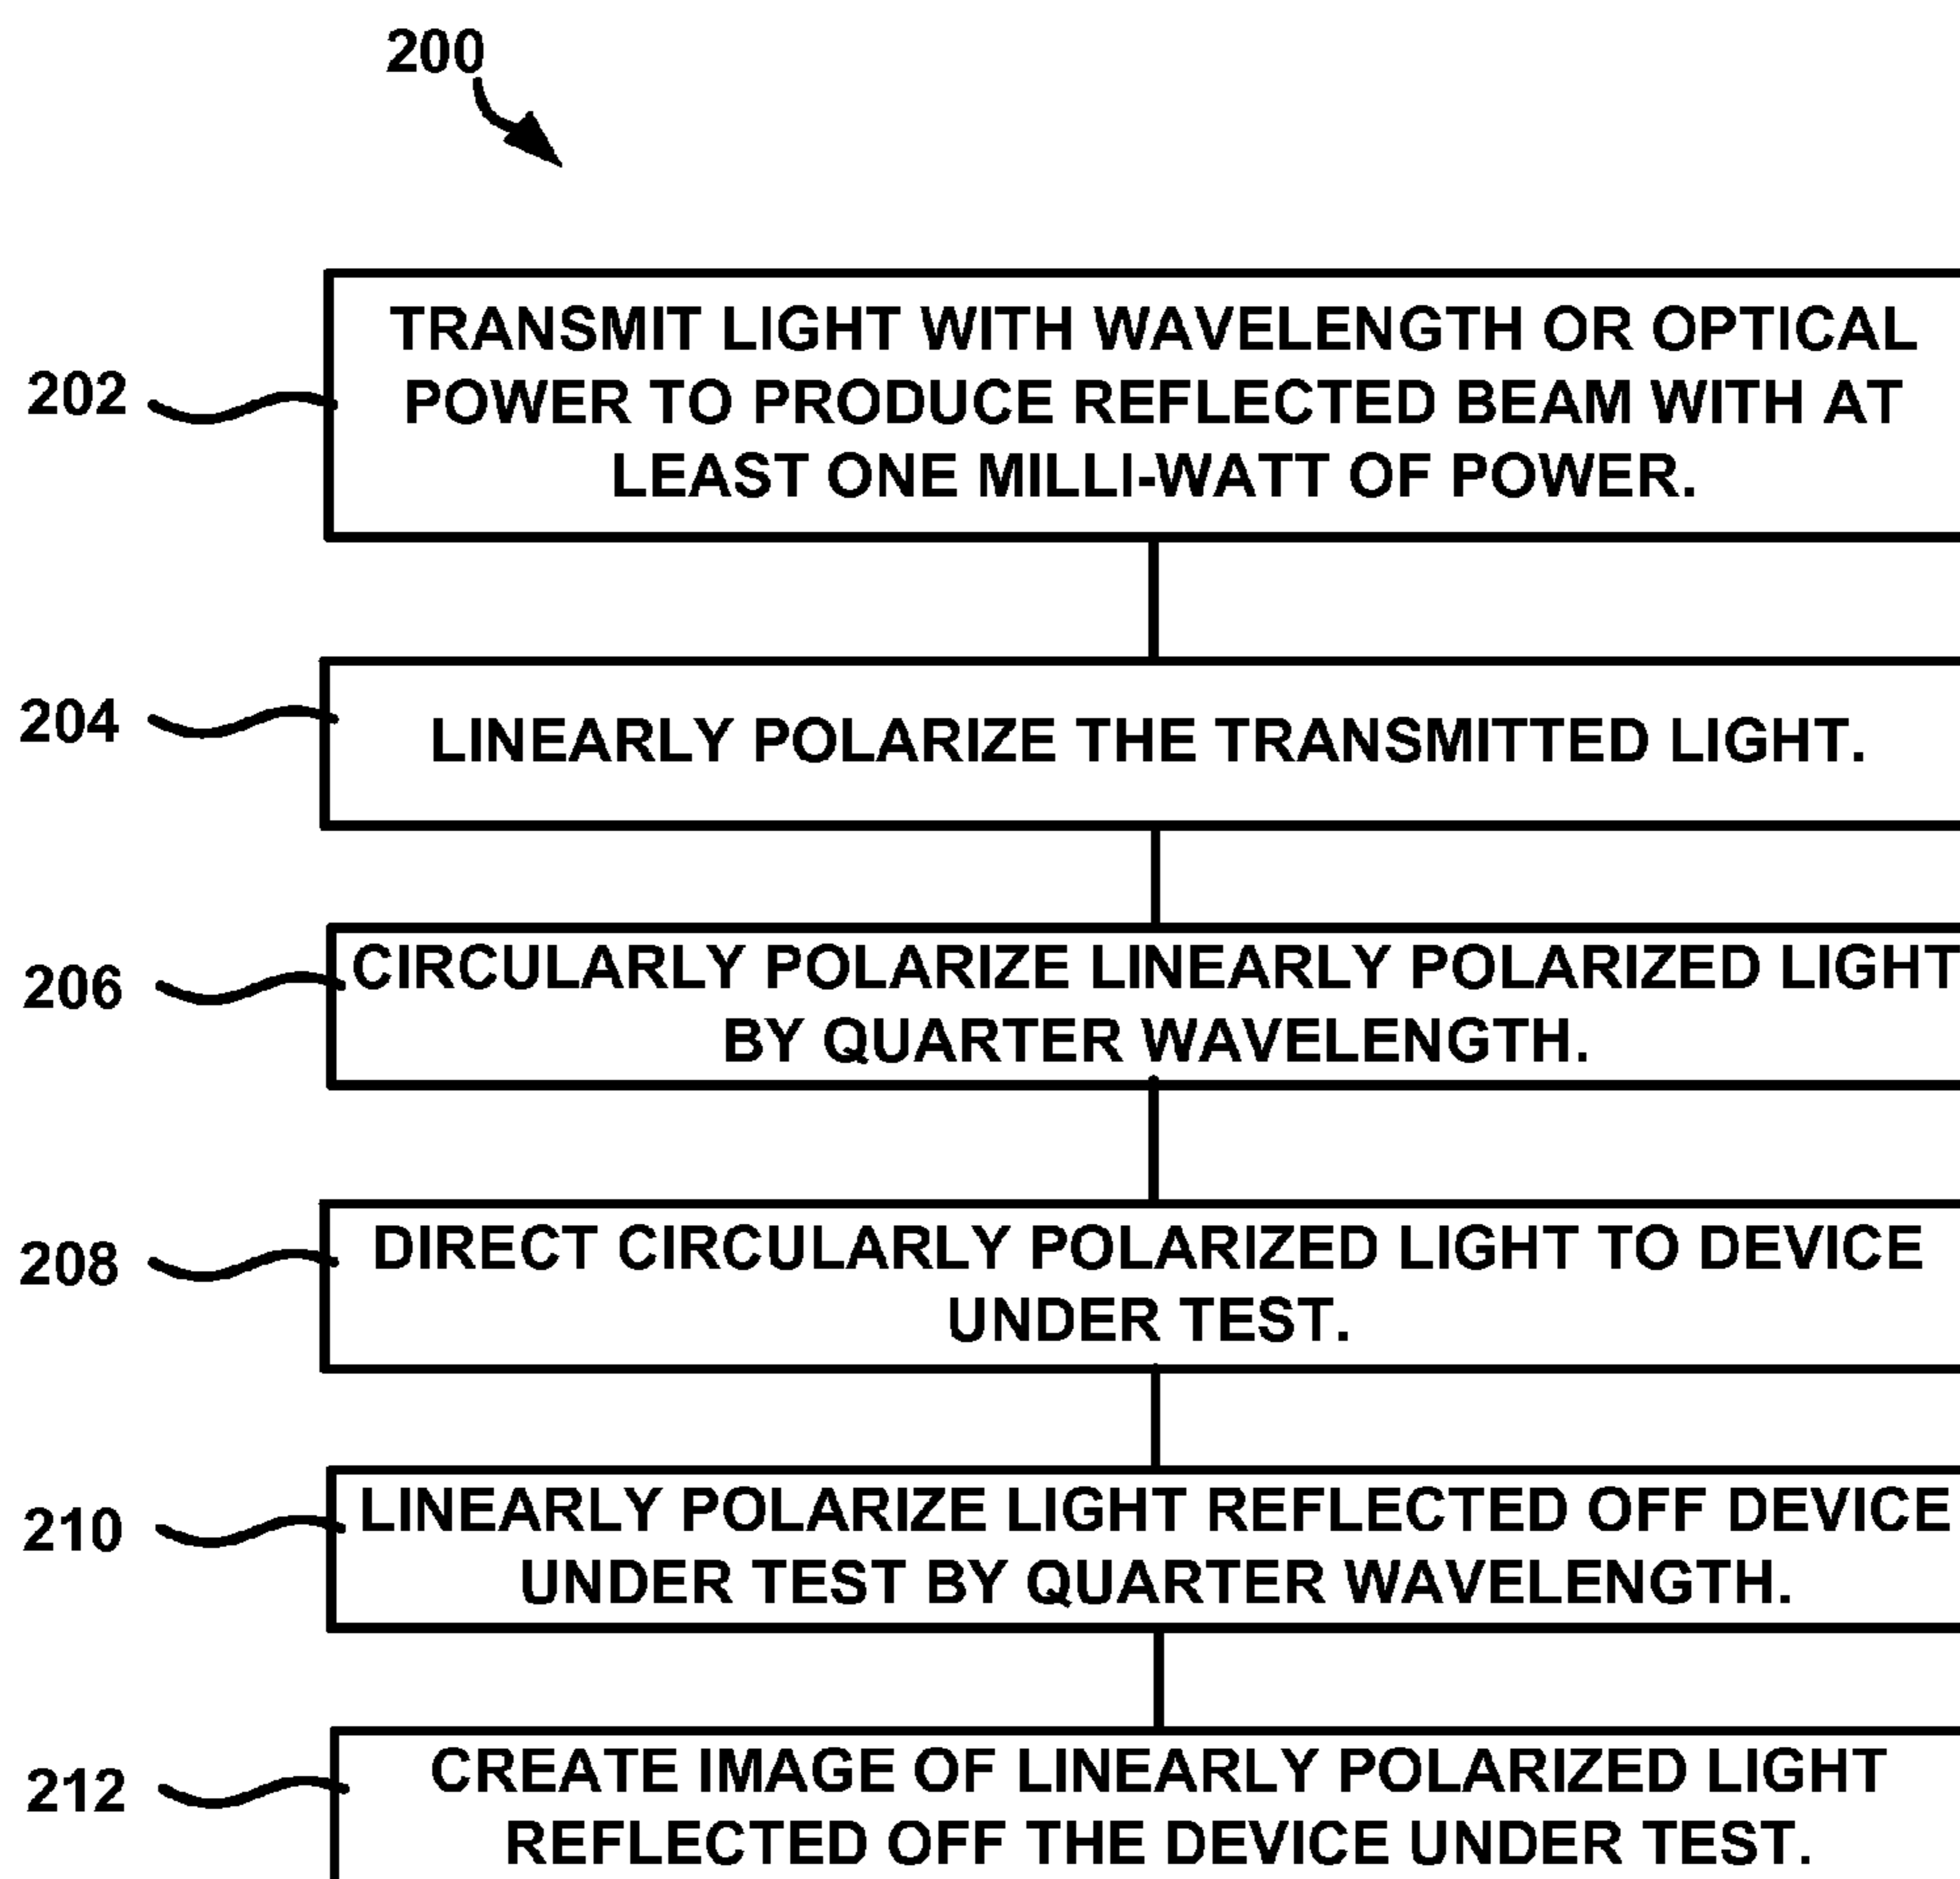 200
202
TRANSMIT LIGHT WITH WAVELENGTH OR OPTICAL
POWER TO PRODUCE REFLECTED BEAM WITH AT
LEAST ONE MILLI-WATT OF POWER.
204
LINEARLY POLARIZE THE TRANSMITTED LIGHT.
206
CIRCULARLY POLARIZE LINEARLY POLARIZED LIGHT
BY QUARTER WAVELENGTH.
208
DIRECT CIRCULARLY POLARIZED LIGHT TO DEVICE
UNDER TEST.
210
LINEARLY POLARIZE LIGHT REFLECTED OFF DEVICE
UNDER TEST BY QUARTER WAVELENGTH.
212
CREATE IMAGE OF LINEARLY POLARIZED LIGHT
REFLECTED OFF THE DEVICE UNDER TEST.